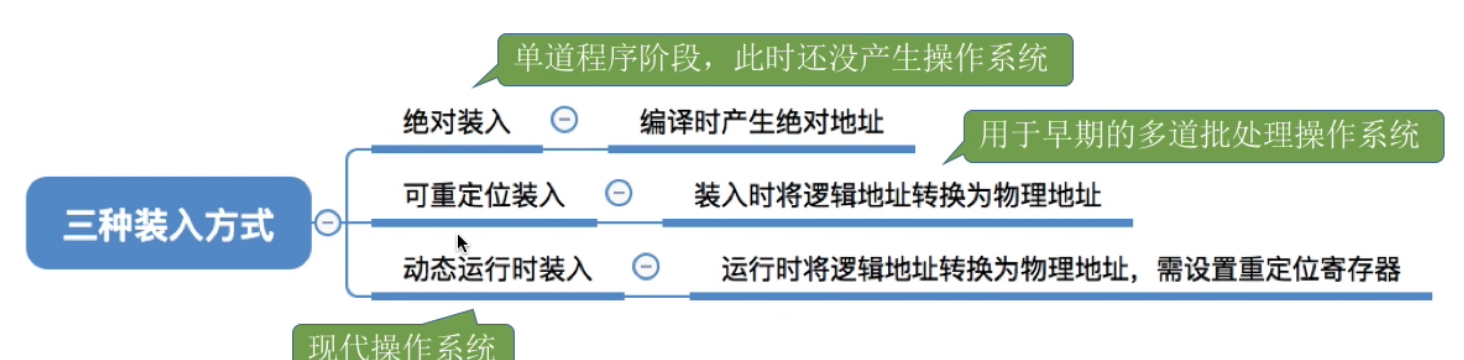 单道程序阶段，此时还没产生操作系统
绝对装入
编译时产生绝对地址
用于早期的多道批处理操作系统
三种装入方式
可重定位装入
装入时将逻辑地址转换为物理地址
动态运行时装入
运行时将逻辑地址转换为物理地址，需设置重定位寄存器
现代操作系统